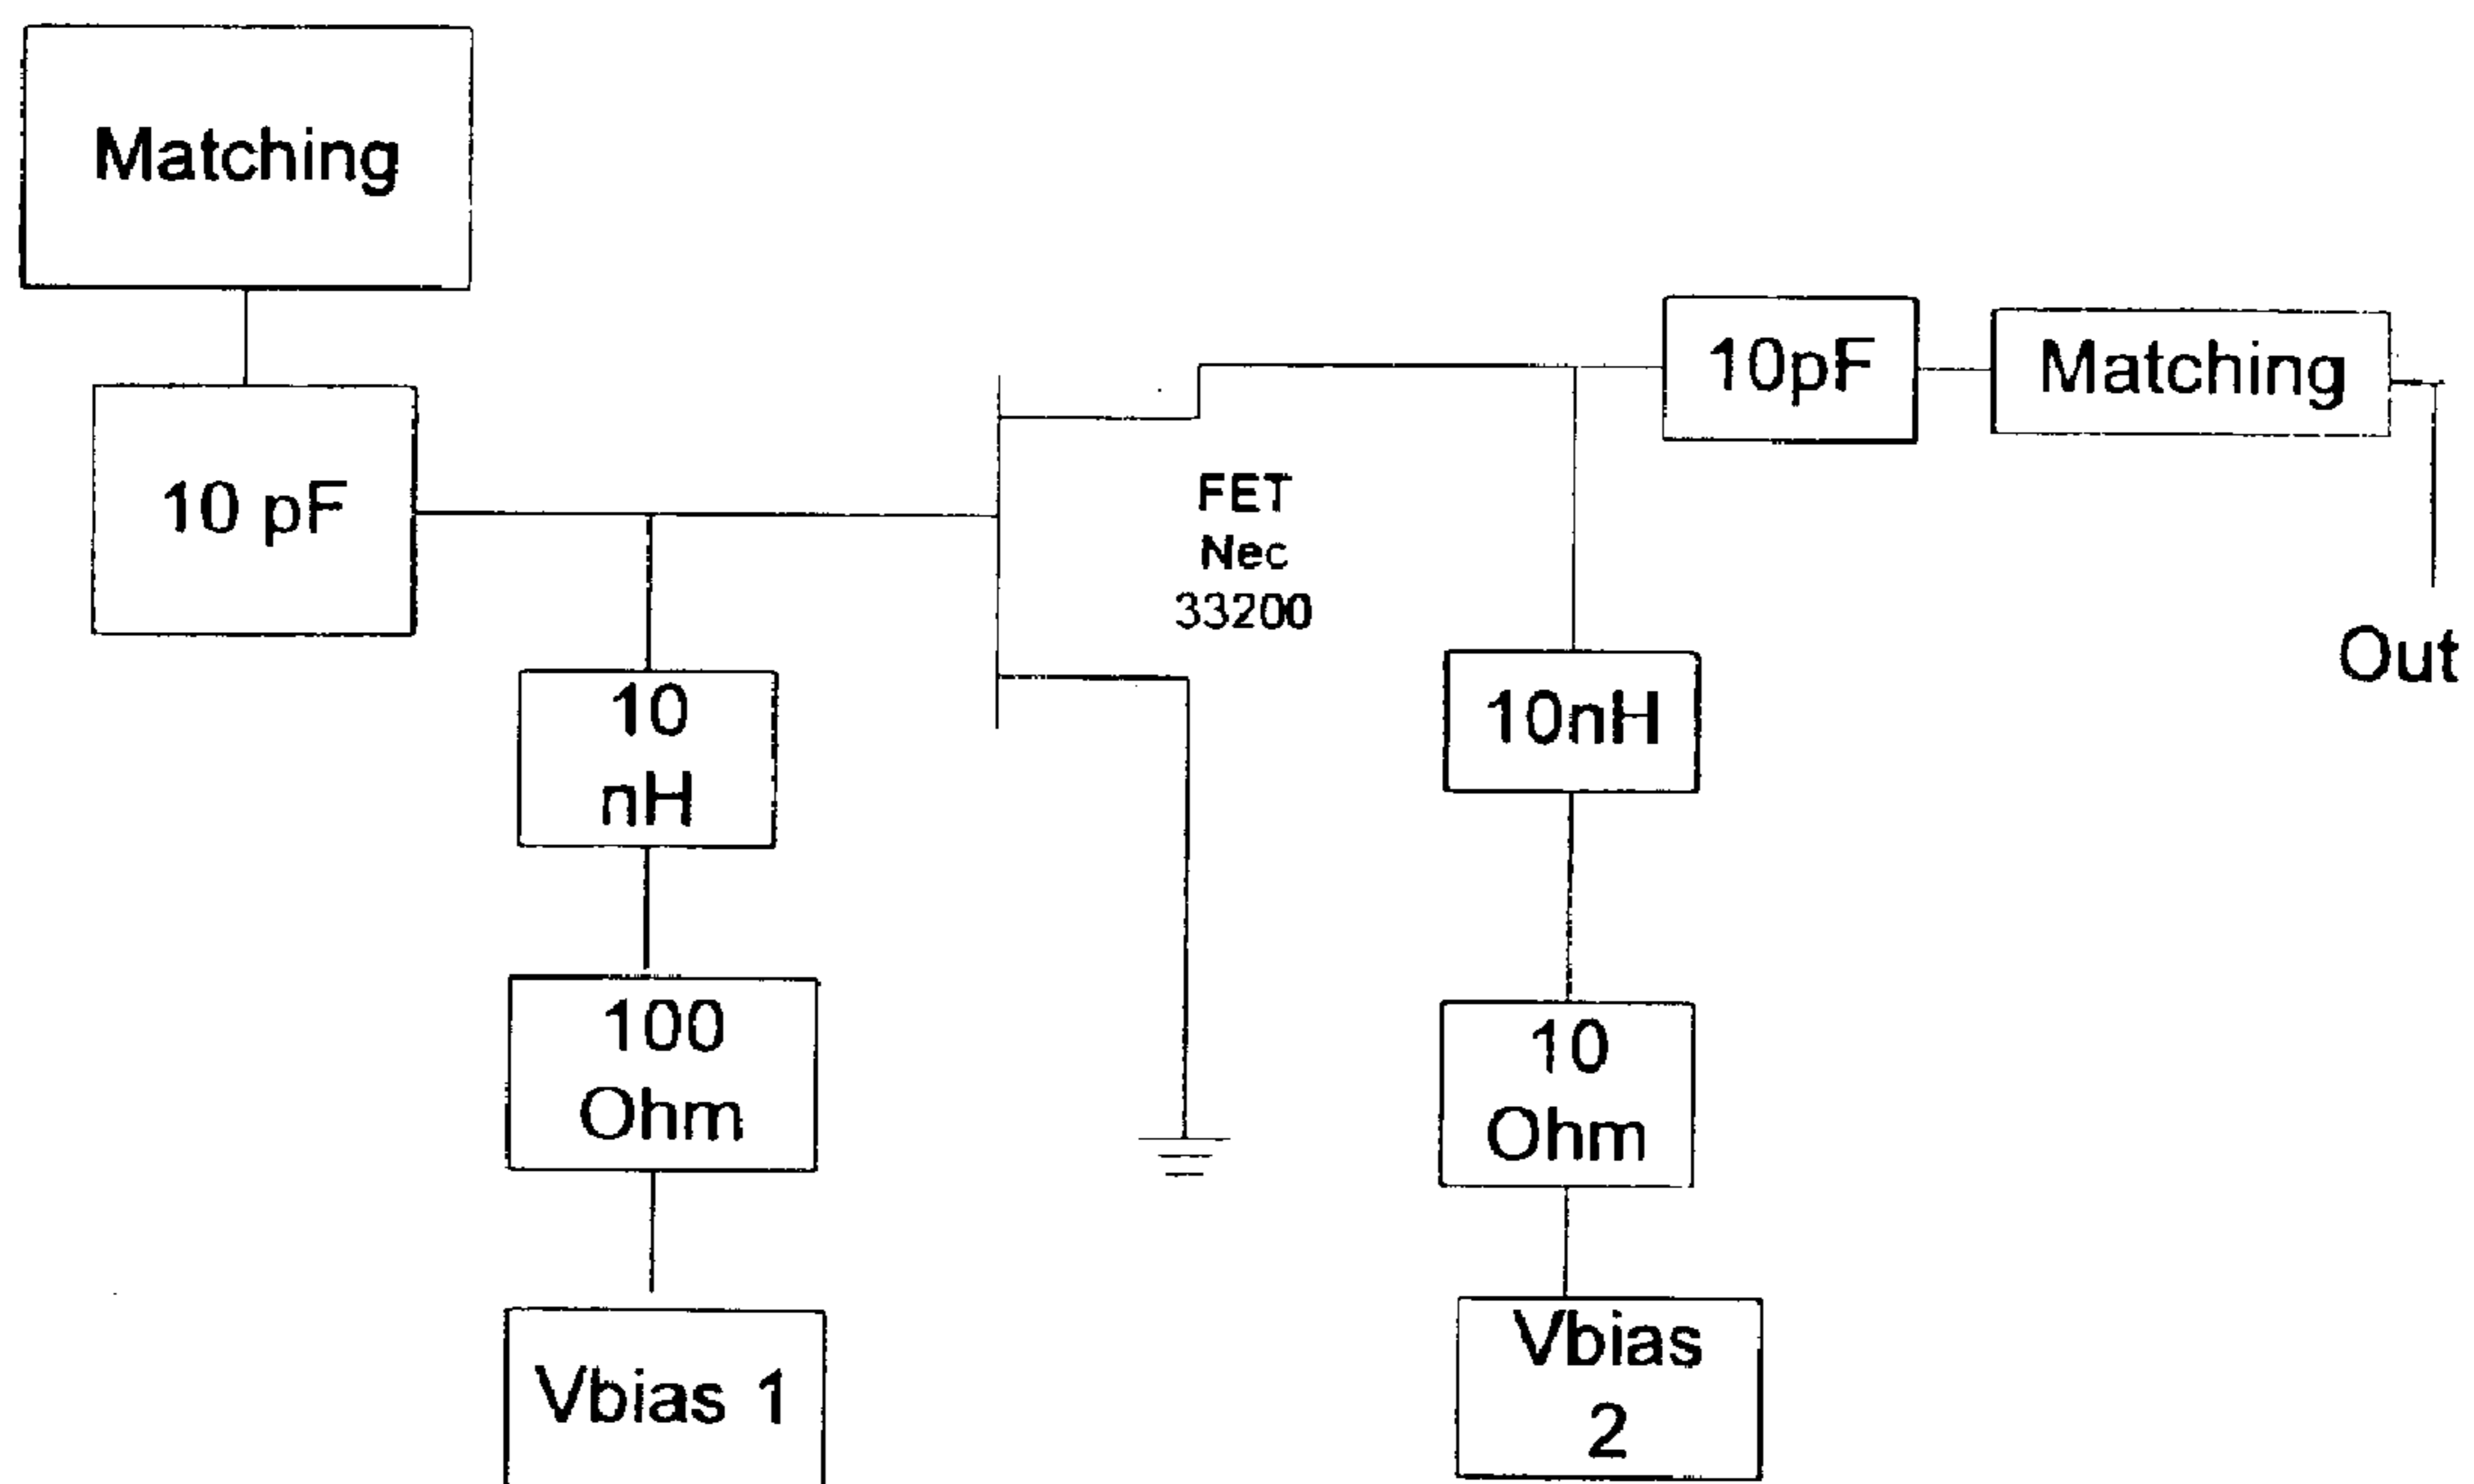 Matching
10 pF
10
nH
100
Ohm
Vbias 1
FET
Nec
33200
10pF
Matching
Out
10nH
10
Ohm
Vbias
2